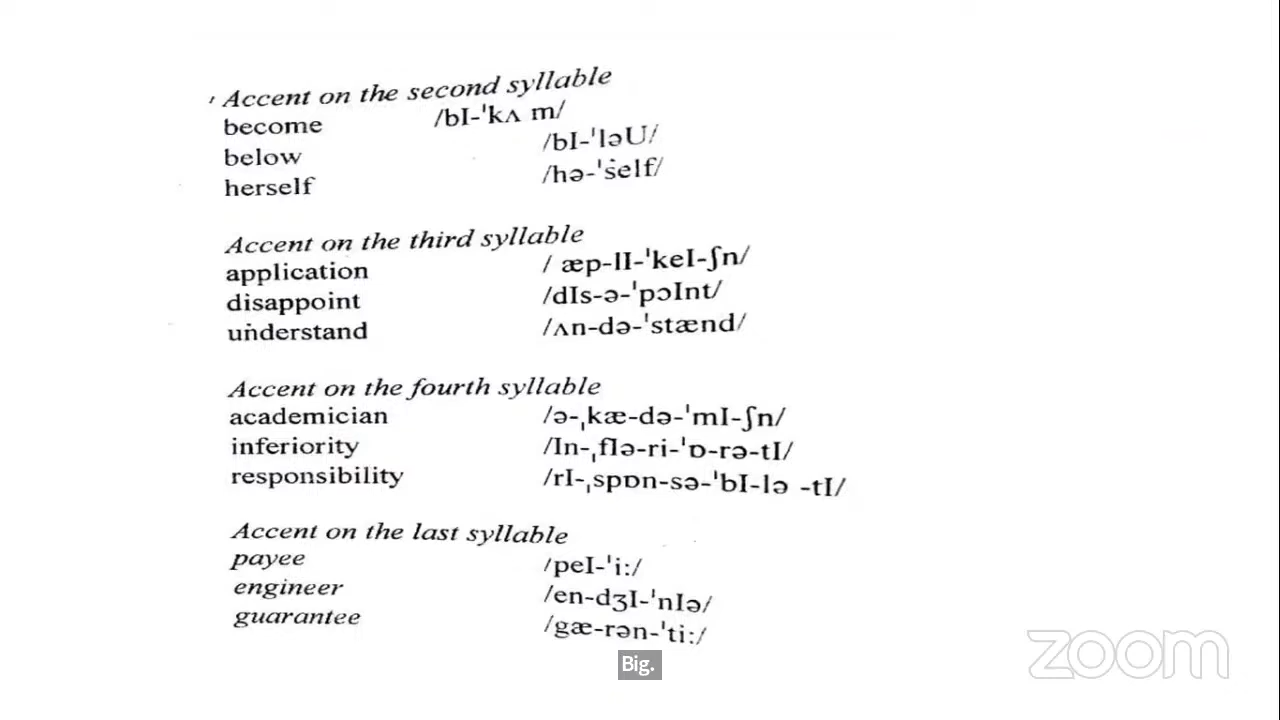 Accent on the second syllable
become /bI-ˈkʌ m/
below /bI-ˈləU/
herself /hə-ˈself/
Accent on the third syllable
application / æp-lI-ˈkeI-ʃn/
disappoint /dIs-ə-ˈpɔInt/
understand /ʌn-də-ˈstænd/
Accent on the fourth syllable
academician /ə-ˌkæ-də-ˈmI-ʃn/
inferiority /In-ˌfIə-ri-ˈɒ-rə-tI/
responsibility /rI-ˌspɒn-sə-ˈbI-lə -tI/
Accent on the last syllable
payee /peI-ˈi:/
engineer /en-dʒI-ˈnIə/
guarantee /gæ-rən-ˈti:/
Big.
zoom